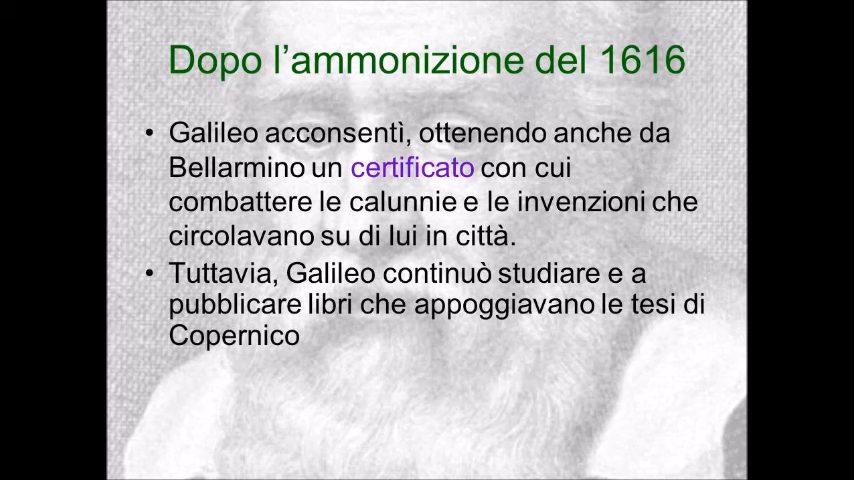 Dopo l’ammonizione del 1616
• Galileo acconsentì, ottenendo anche da
Bellarmino un certificato con cui
combattere le calunnie e le invenzioni che
circolavano su di lui in città.
• Tuttavia, Galileo continuò studiare e a
pubblicare libri che appoggiavano le tesi di
Copernico